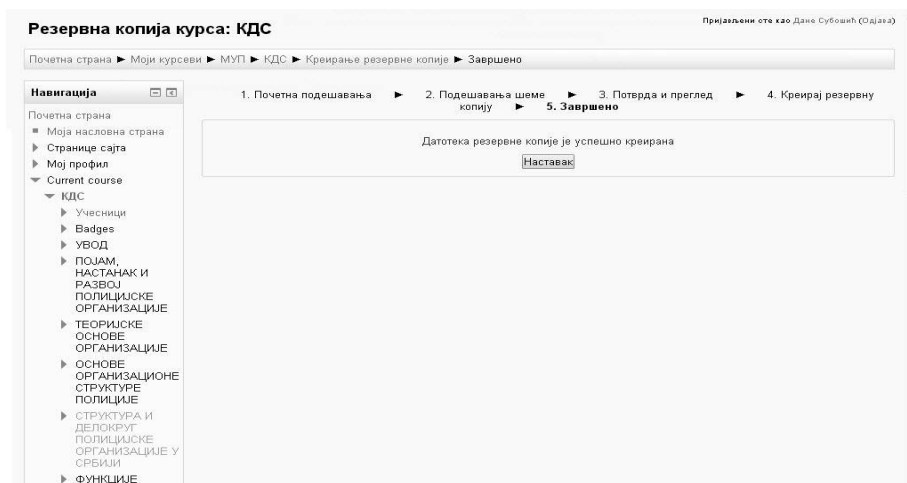 Резервна копија курса: КДС
Пријављени сте као Дане Субошић (Одјава)
Почетна страна ► Моји курсеви ► МУП ► КДС ► Креирање резервне копије ► Завршено
Навигација
Почетна страна
Моја насловна страна
Странице сајта
Мој профил
Current course
КДС
Учесници
Badges
УВОД
ПОЈАМ,
НАСТАНАК И
РАЗВОЈ
ПОЛИЦИЈСКЕ
ОРГАНИЗАЦИЈЕ
ТЕОРИЈСКЕ
ОСНОВЕ
ОРГАНИЗАЦИЈЕ
ОСНОВЕ
ОРГАНИЗАЦИОНЕ
СТРУКТУРЕ
ПОЛИЦИЈЕ
СТРУКТУРА И
ДЕЛОКРУГ
ПОЛИЦИЈСКЕ
ОРГАНИЗАЦИЈЕ У
СРБИЈИ
ФУНКЦИЈЕ
1. Почетна подешавања ► 2. Подешавања шеме ► 3. Потврда и преглед ► 4. Креирај резервну
копију ► 5. Завршено
Датотека резервне копије је успешно креирана
Наставак